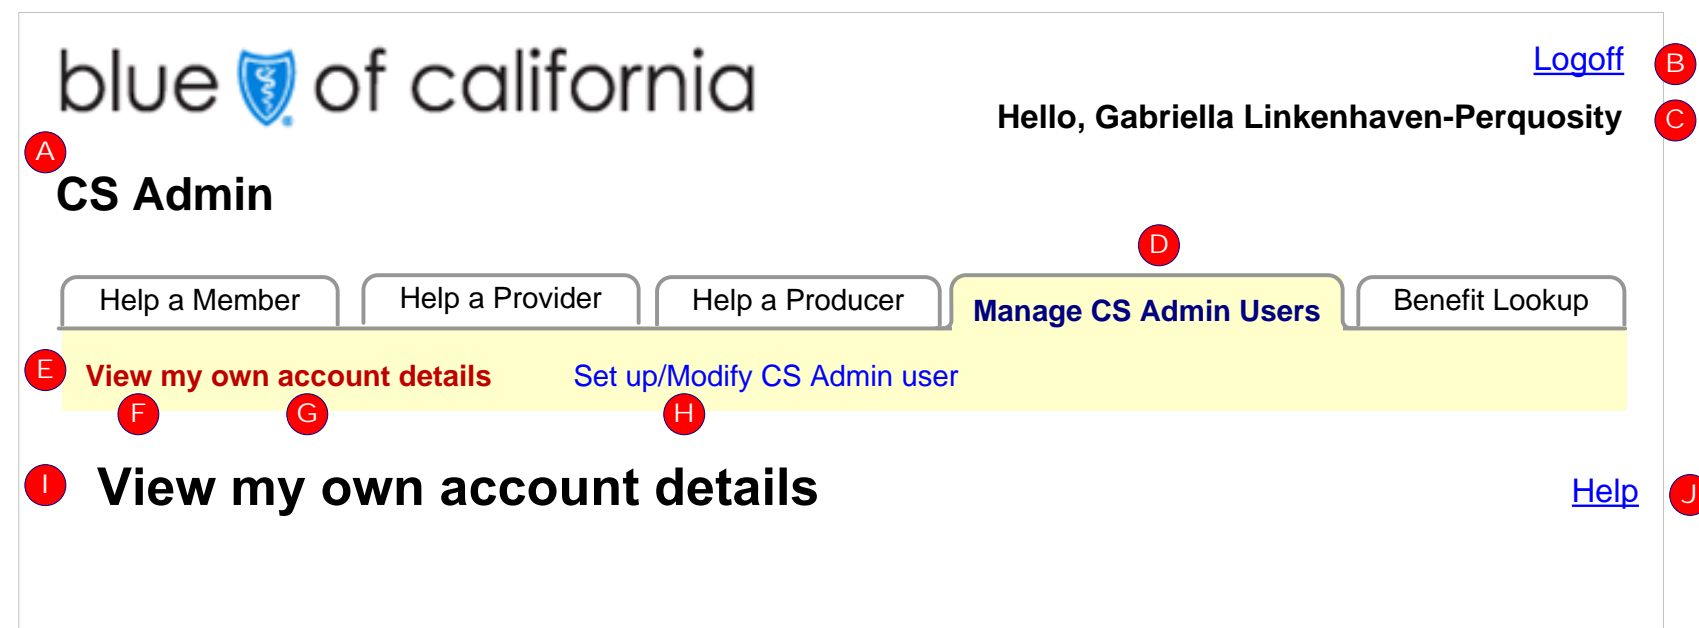 blue of california
Logoff B
Hello, Gabriella Linkenhaven-Perquosity C
A
CS Admin
D
Help a Member Help a Provider Help a Producer Manage CS Admin Users Benefit Lookup
E View my own account details Set up/Modify CS Admin user
F G H
I View my own account details Help J